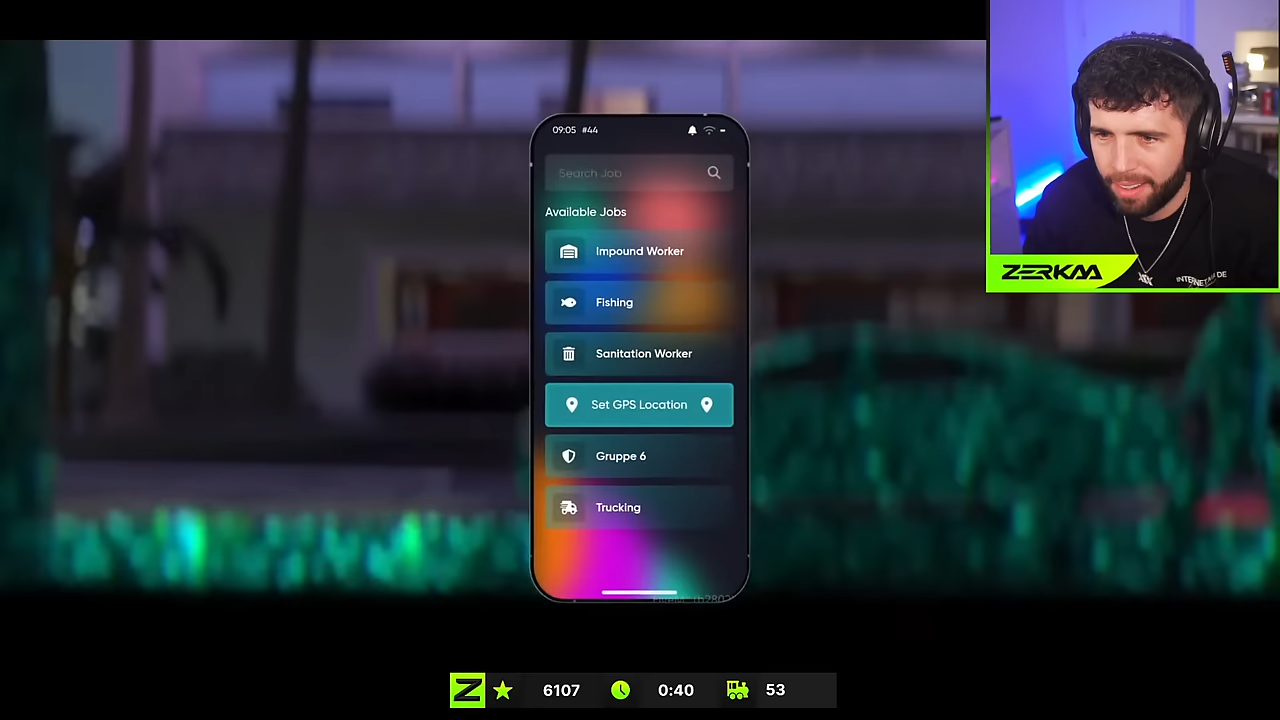 09:05 #44
Search Job
Available Jobs
Impound Worker
Fishing
Sanitation Worker
Set GPS Location
Gruppe 6
Trucking
ZERKAA
Z 6107 0:40 53